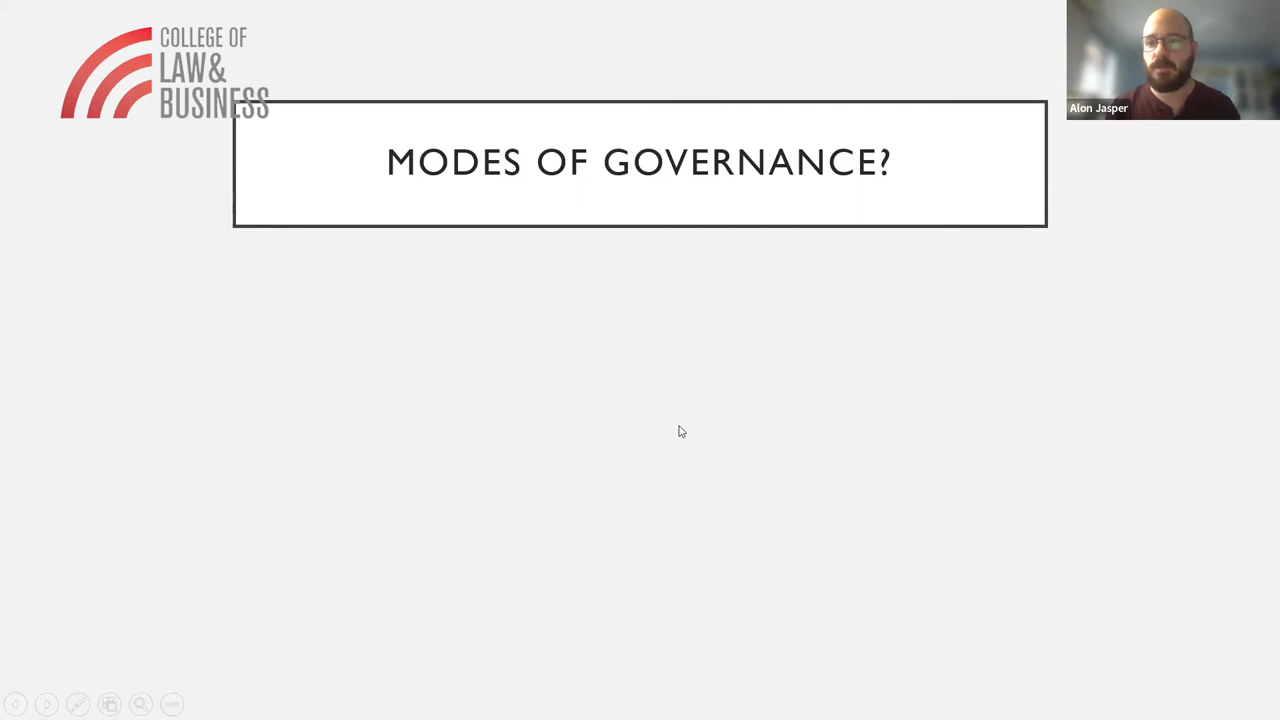 COLLEGE OF
LAW&
BUSINESS
MODES OF GOVERNANCE?
Alon Jasper